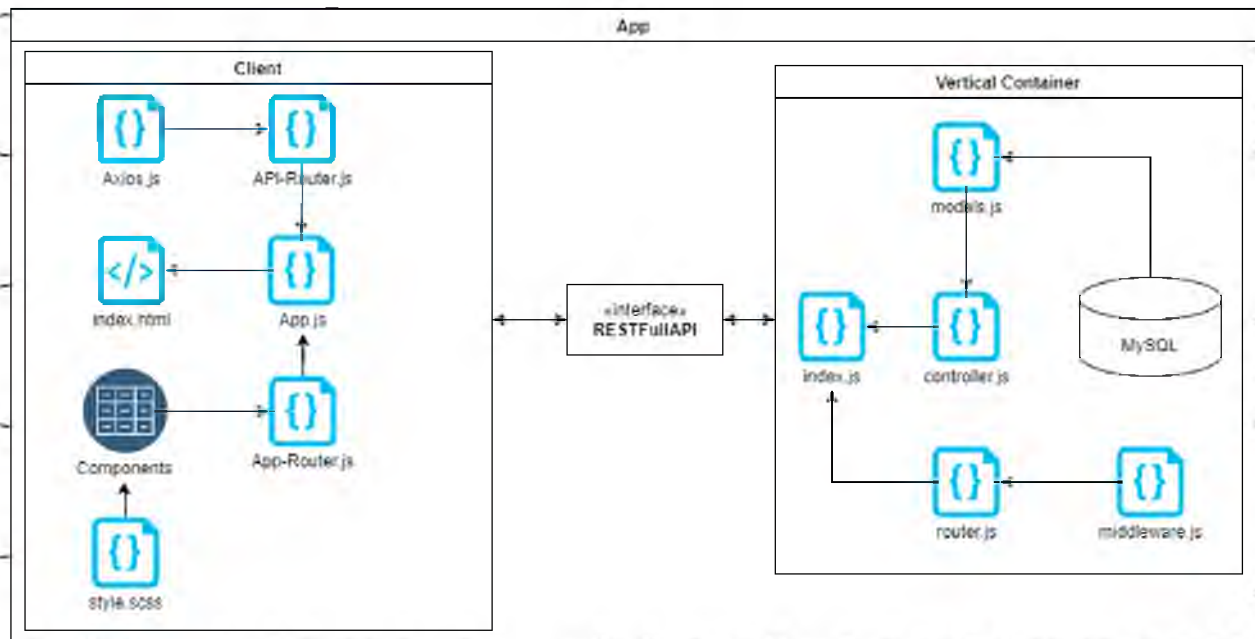 App
Client
Axios.js
API-Router.js
index.html
App.js
Components
App-Router.js
style.scss
«interface»
RESTFullAPI
Vertical Container
models.js
index.js
controller.js
MySQL
router.js
middleware.js